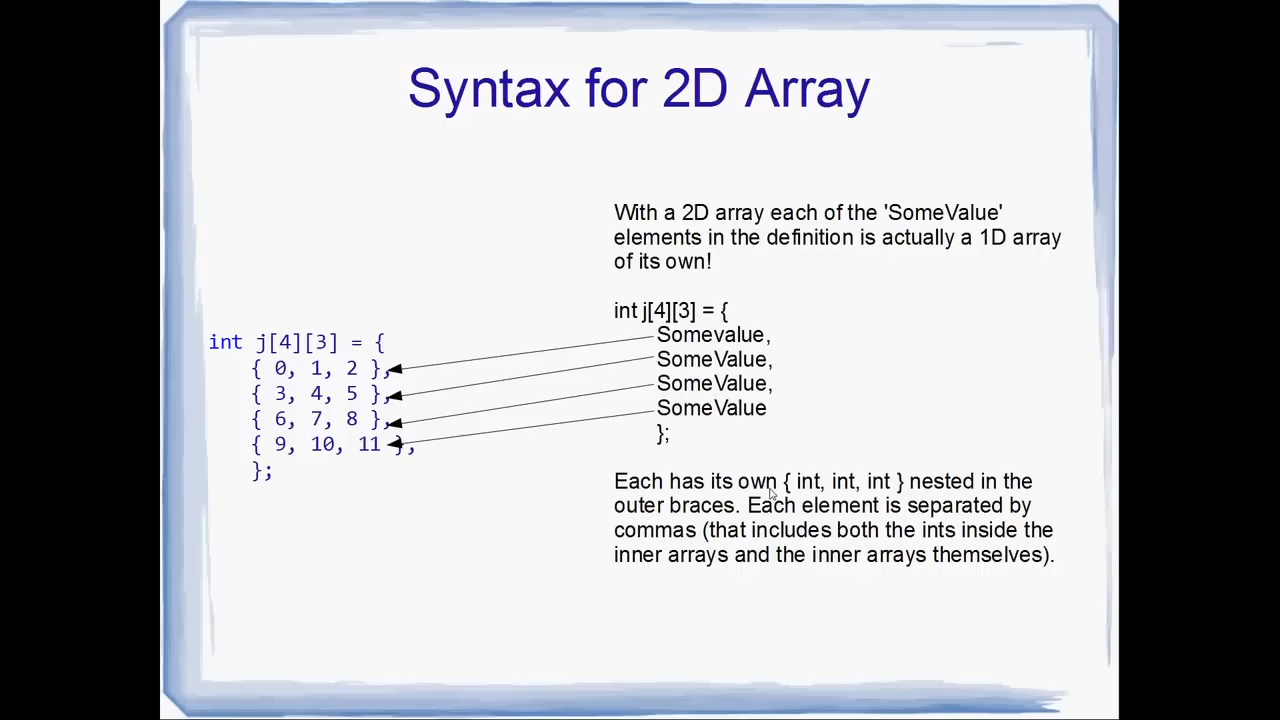 Syntax for 2D Array
int j[4][3] = {
{ 0, 1, 2 },
{ 3, 4, 5 },
{ 6, 7, 8 },
{ 9, 10, 11 },
};
With a 2D array each of the 'SomeValue'
elements in the definition is actually a 1D array
of its own!
int j[4][3] = {
Somevalue,
SomeValue,
SomeValue,
SomeValue
};
Each has its own { int, int, int } nested in the
outer braces. Each element is separated by
commas (that includes both the ints inside the
inner arrays and the inner arrays themselves).